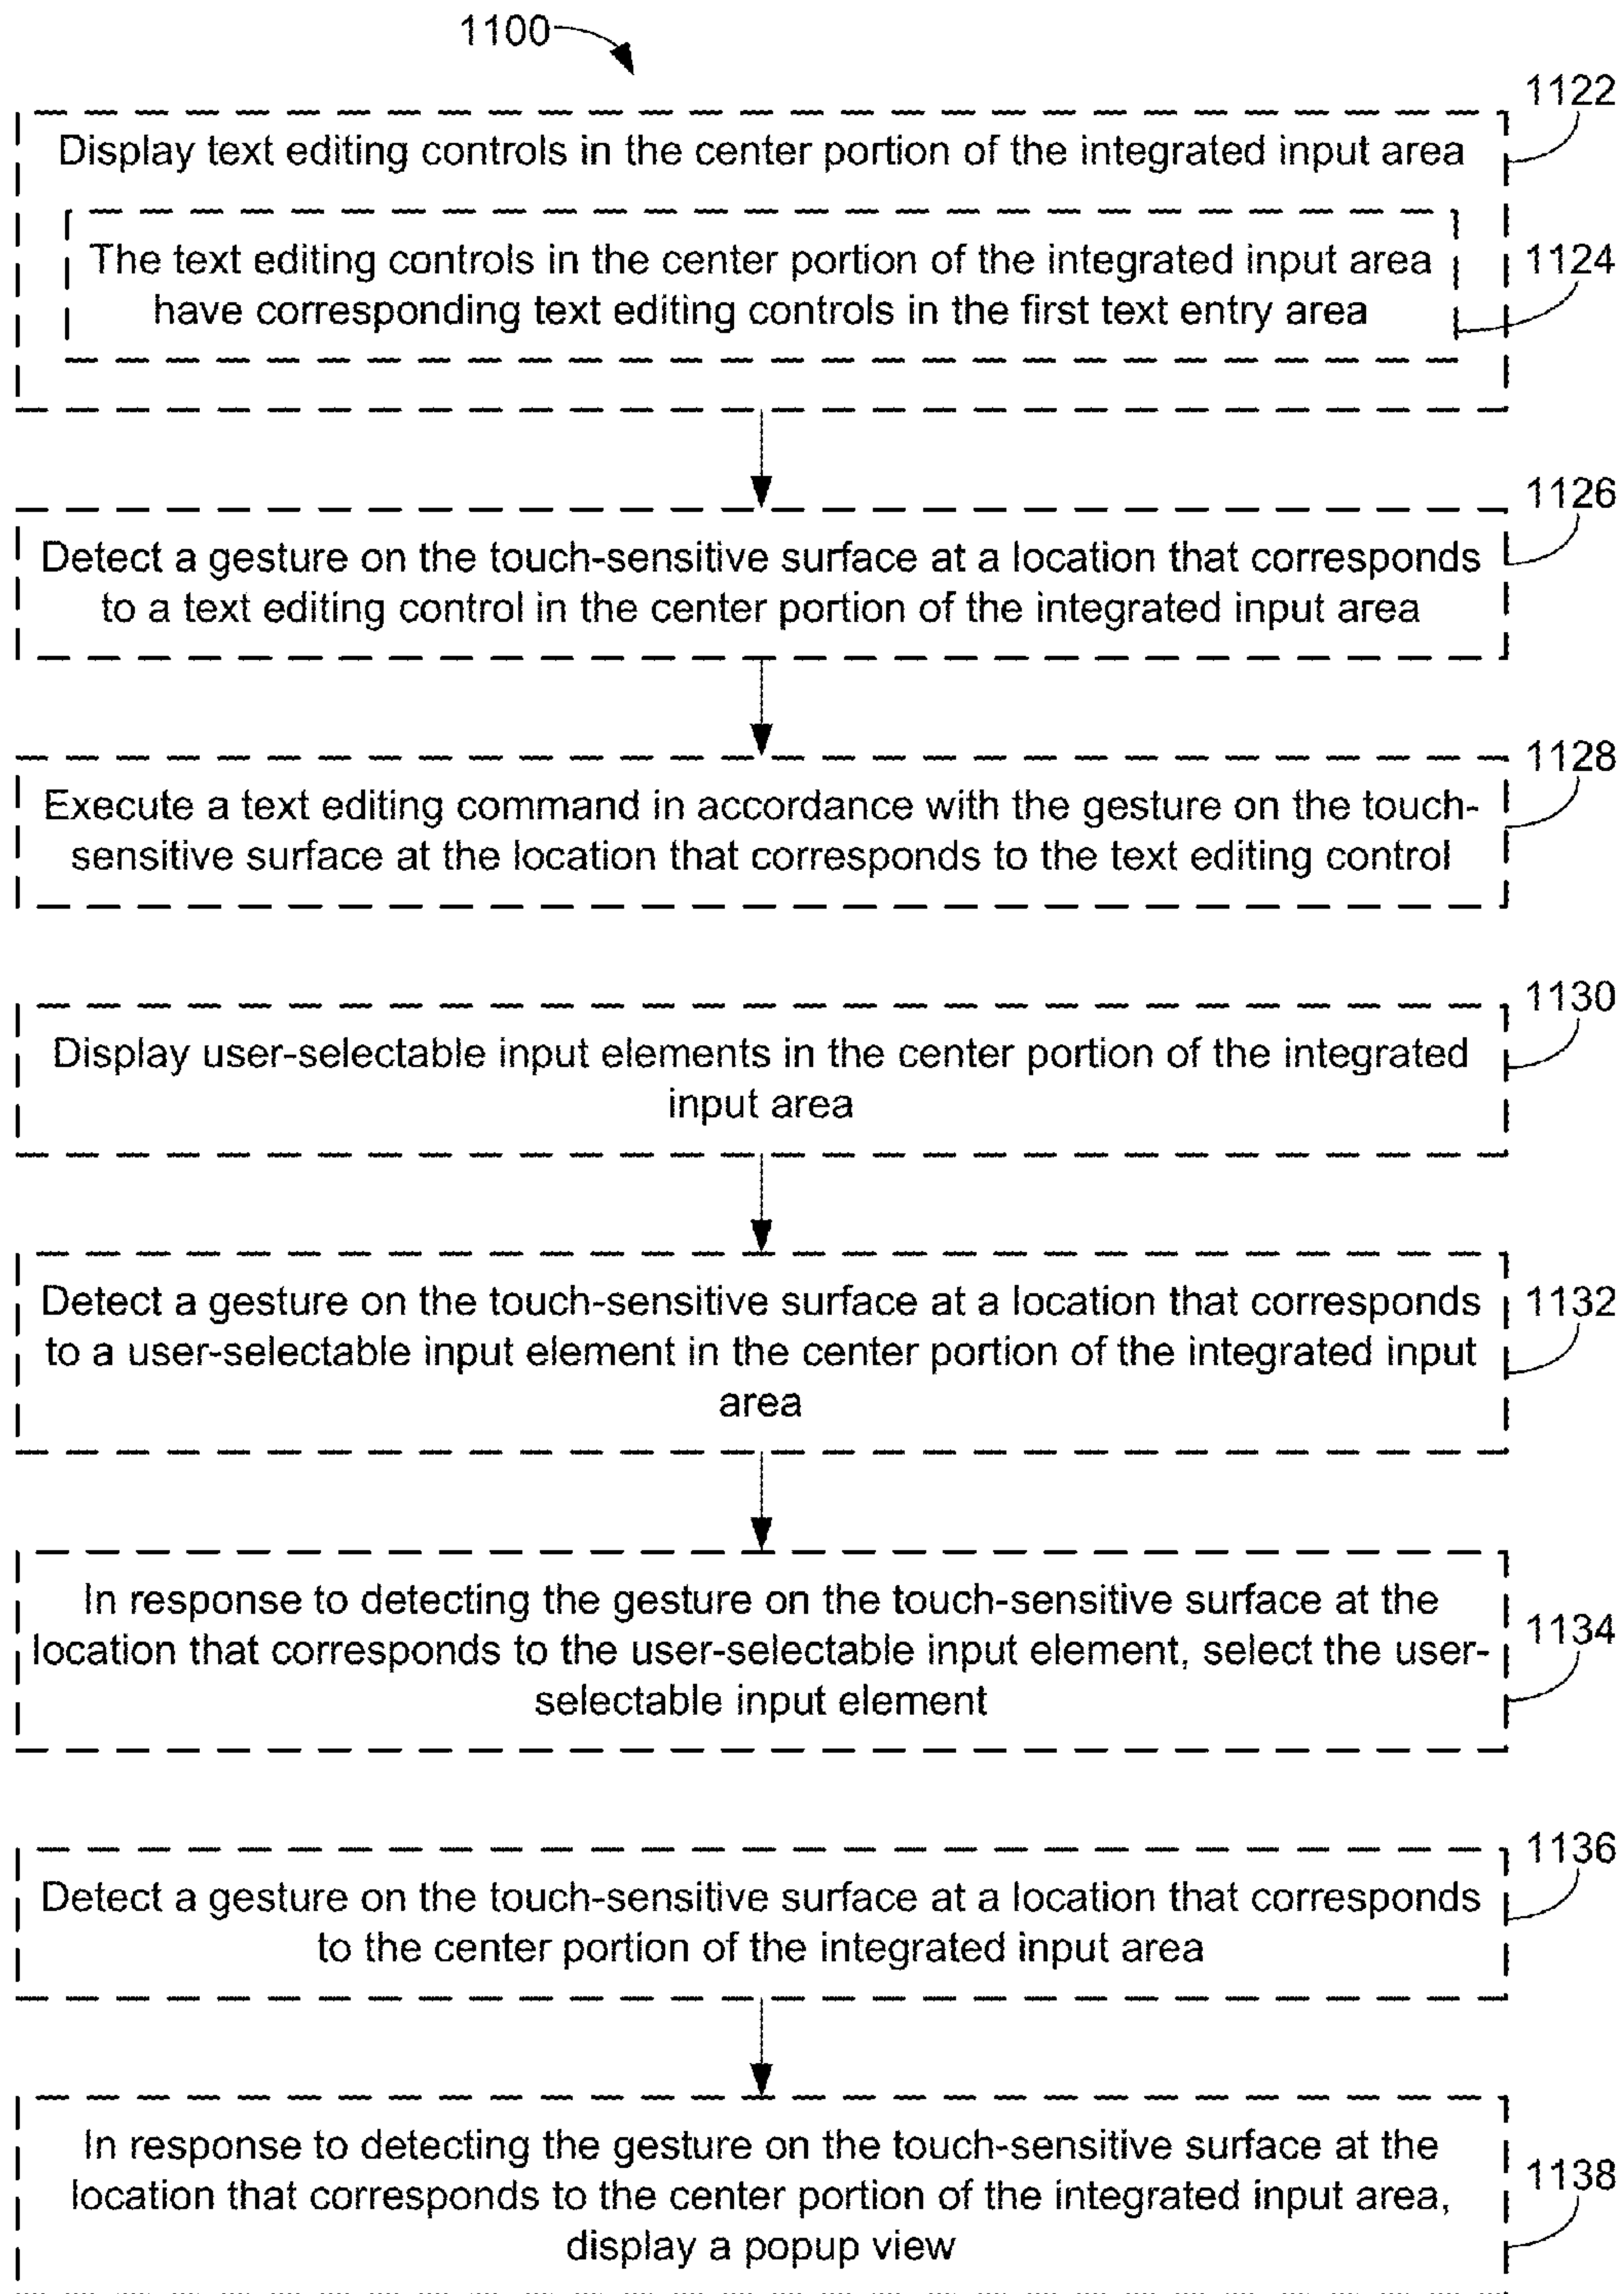 1100
1122
Display text editing controls in the center portion of the integrated input area
The text editing controls in the center portion of the integrated input area
have corresponding text editing controls in the first text entry area
1124
1126
Detect a gesture on the touch-sensitive surface at a location that corresponds
to a text editing control in the center portion of the integrated input area
1128
Execute a text editing command in accordance with the gesture on the touch-
sensitive surface at the location that corresponds to the text editing control
1130
Display user-selectable input elements in the center portion of the integrated
input area
Detect a gesture on the touch-sensitive surface at a location that corresponds
1132
to a user-selectable input element in the center portion of the integrated input
area
In response to detecting the gesture on the touch-sensitive surface at the
1134
location that corresponds to the user-selectable input element, select the user-
selectable input element
1136
Detect a gesture on the touch-sensitive surface at a location that corresponds
to the center portion of the integrated input area
In response to detecting the gesture on the touch-sensitive surface at the
1138
location that corresponds to the center portion of the integrated input area,
display a popup view